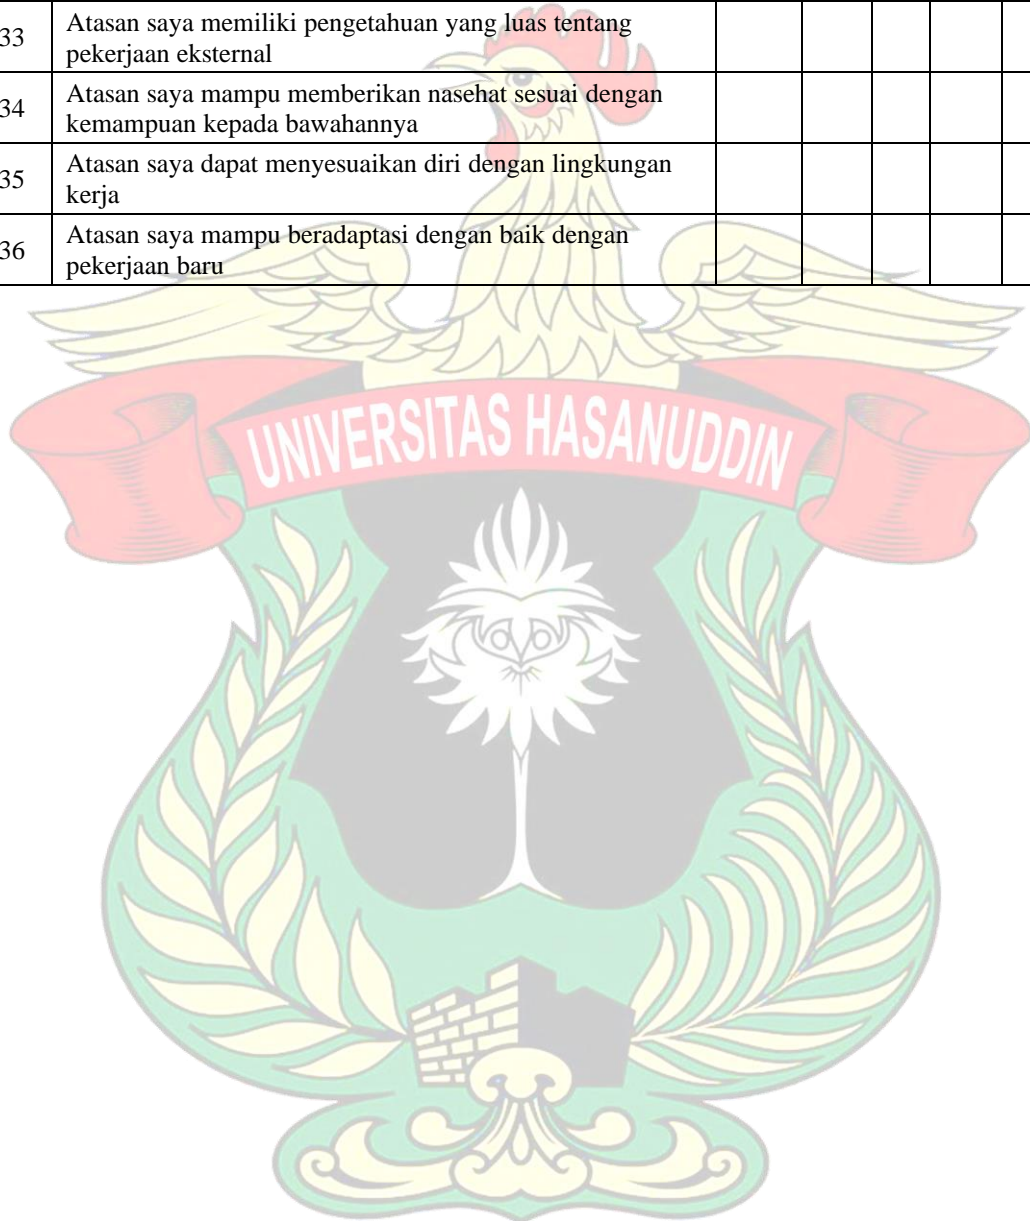 33
Atasan saya memiliki pengetahuan yang luas tentang
pekerjaan eksternal
34
Atasan saya mampu memberikan nasehat sesuai dengan
kemampuan kepada bawahannya
35
Atasan saya dapat menyesuaikan diri dengan lingkungan
kerja
36
Atasan saya mampu beradaptasi dengan baik dengan
pekerjaan baru
UNIVERSITAS HASANUDDIN